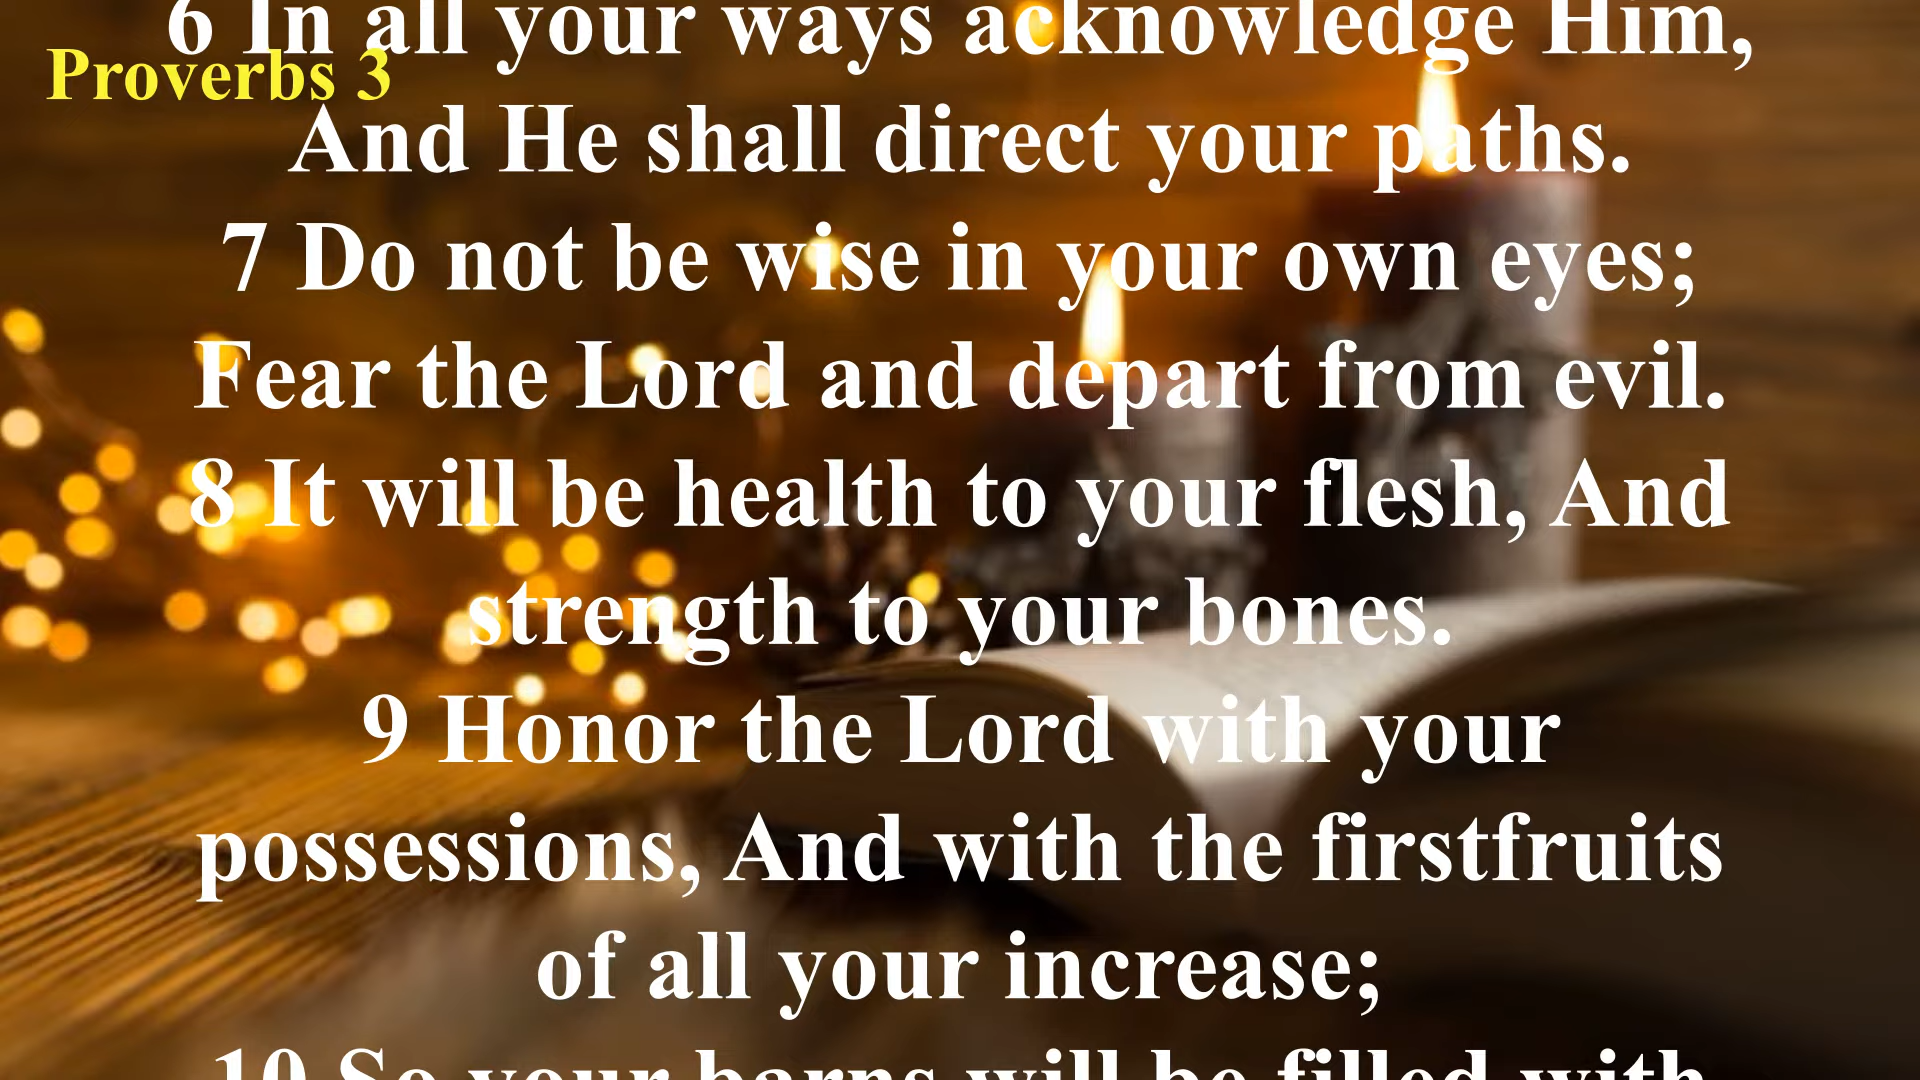 6 In all your ways acknowledge Him,
Proverbs 3
And He shall direct your paths.
7 Do not be wise in your own eyes;
Fear the Lord and depart from evil.
8 It will be health to your flesh, And
strength to your bones.
9 Honor the Lord with your
possessions, And with the firstfruits
of all your increase;
10 So your barns will be filled with